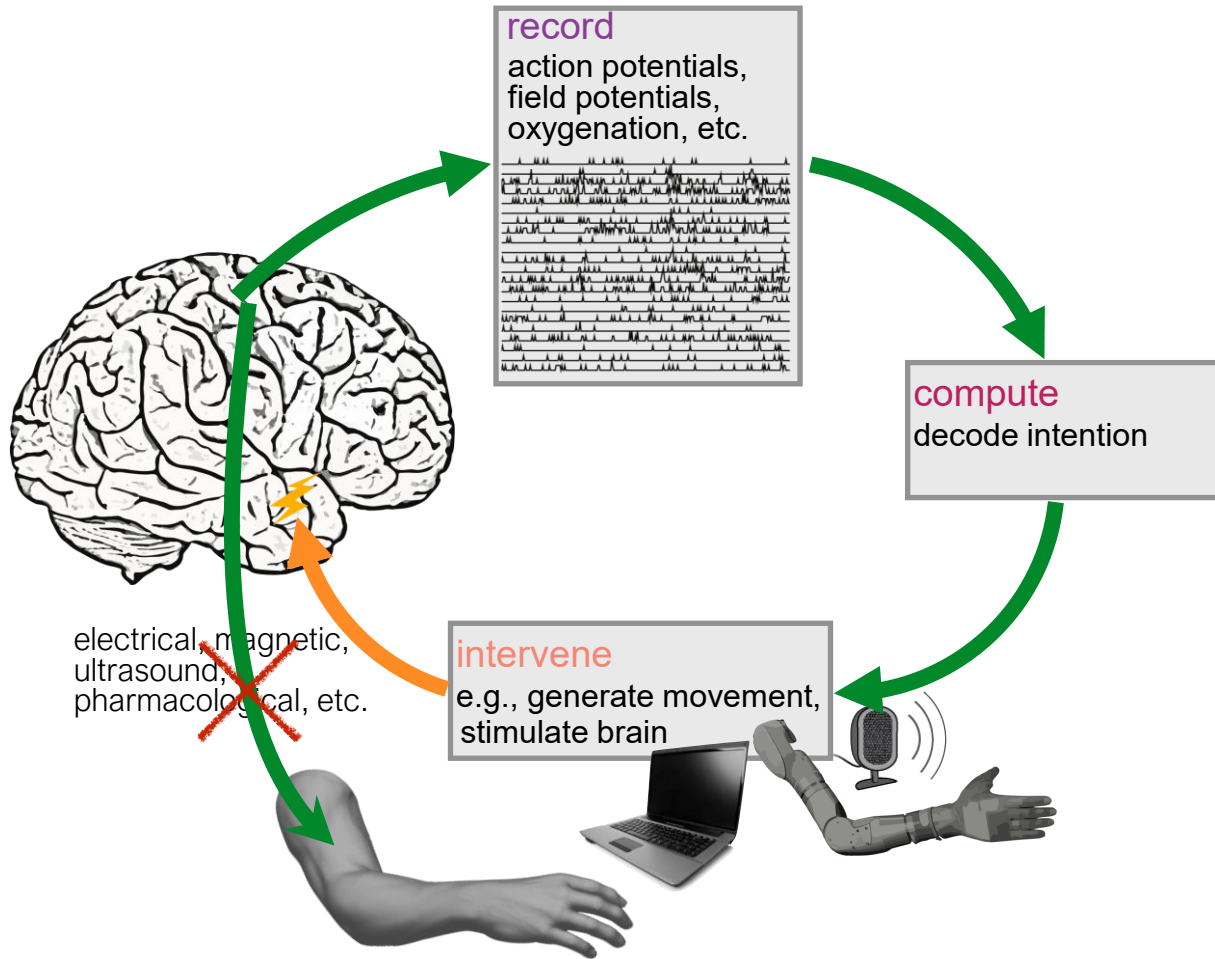 record
action potentials,
field potentials,
oxygenation, etc.
compute
decode intention
intervene
e.g., generate movement,
stimulate brain
electrical, magnetic,
ultrasound,
pharmacological, etc.